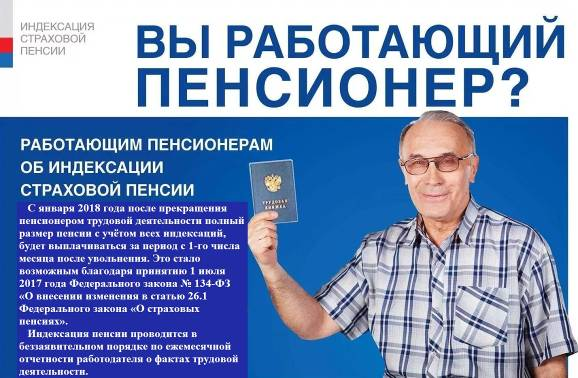 ИНДЕКСАЦИЯ
СТРАХОВОЙ
ПЕНСИИ
ВЫ РАБОТАЮЩИЙ
ПЕНСИОНЕР?
РАБОТАЮЩИМ ПЕНСИОНЕРАМ
ОБ ИНДЕКСАЦИИ
СТРАХОВОЙ ПЕНСИИ
С января 2018 года после прекращения
пенсионером трудовой деятельности полный
размер пенсии с учётом всех индексаций,
будет выплачиваться за период с 1-го числа
месяца после увольнения. Это стало
возможным благодаря принятию 1 июля
2017 года Федерального закона № 134-ФЗ
«О внесении изменения в статью 26.1
Федерального закона «О страховых
пенсиях».
Индексация пенсии проводится в
беззаявительном порядке по ежемесячной
отчетности работодателя о фактах трудовой
деятельности.
ТРУДОВАЯ
КНИЖКА